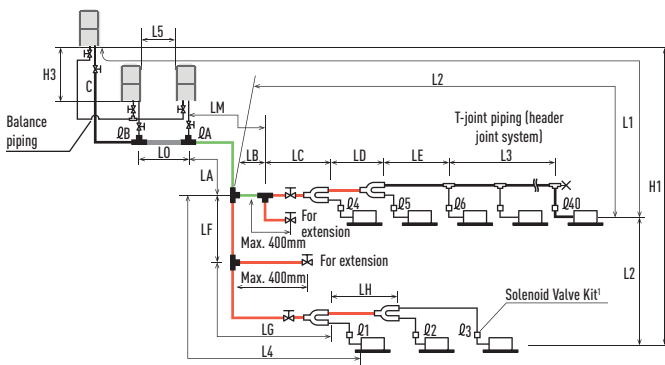 L5
H3
C
L2
LM
T-joint piping (header
joint system)
L1
Balance
piping
ℓB
ℓA
H1
LO
LB
LC
LD
LE
L3
LA
ℓ4
ℓ5
ℓ6
ℓ40
For
extension
Max. 400mm
LF
For extension
Max. 400mm
L2
LH
Solenoid Valve Kit¹
LG
ℓ1
ℓ2
ℓ3
L4